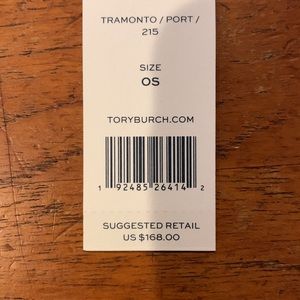 TRAMONTO / PORT /
215
SIZE
OS
TORYBURCH.COM
1 92485 26414 2
SUGGESTED RETAIL
US $168.00